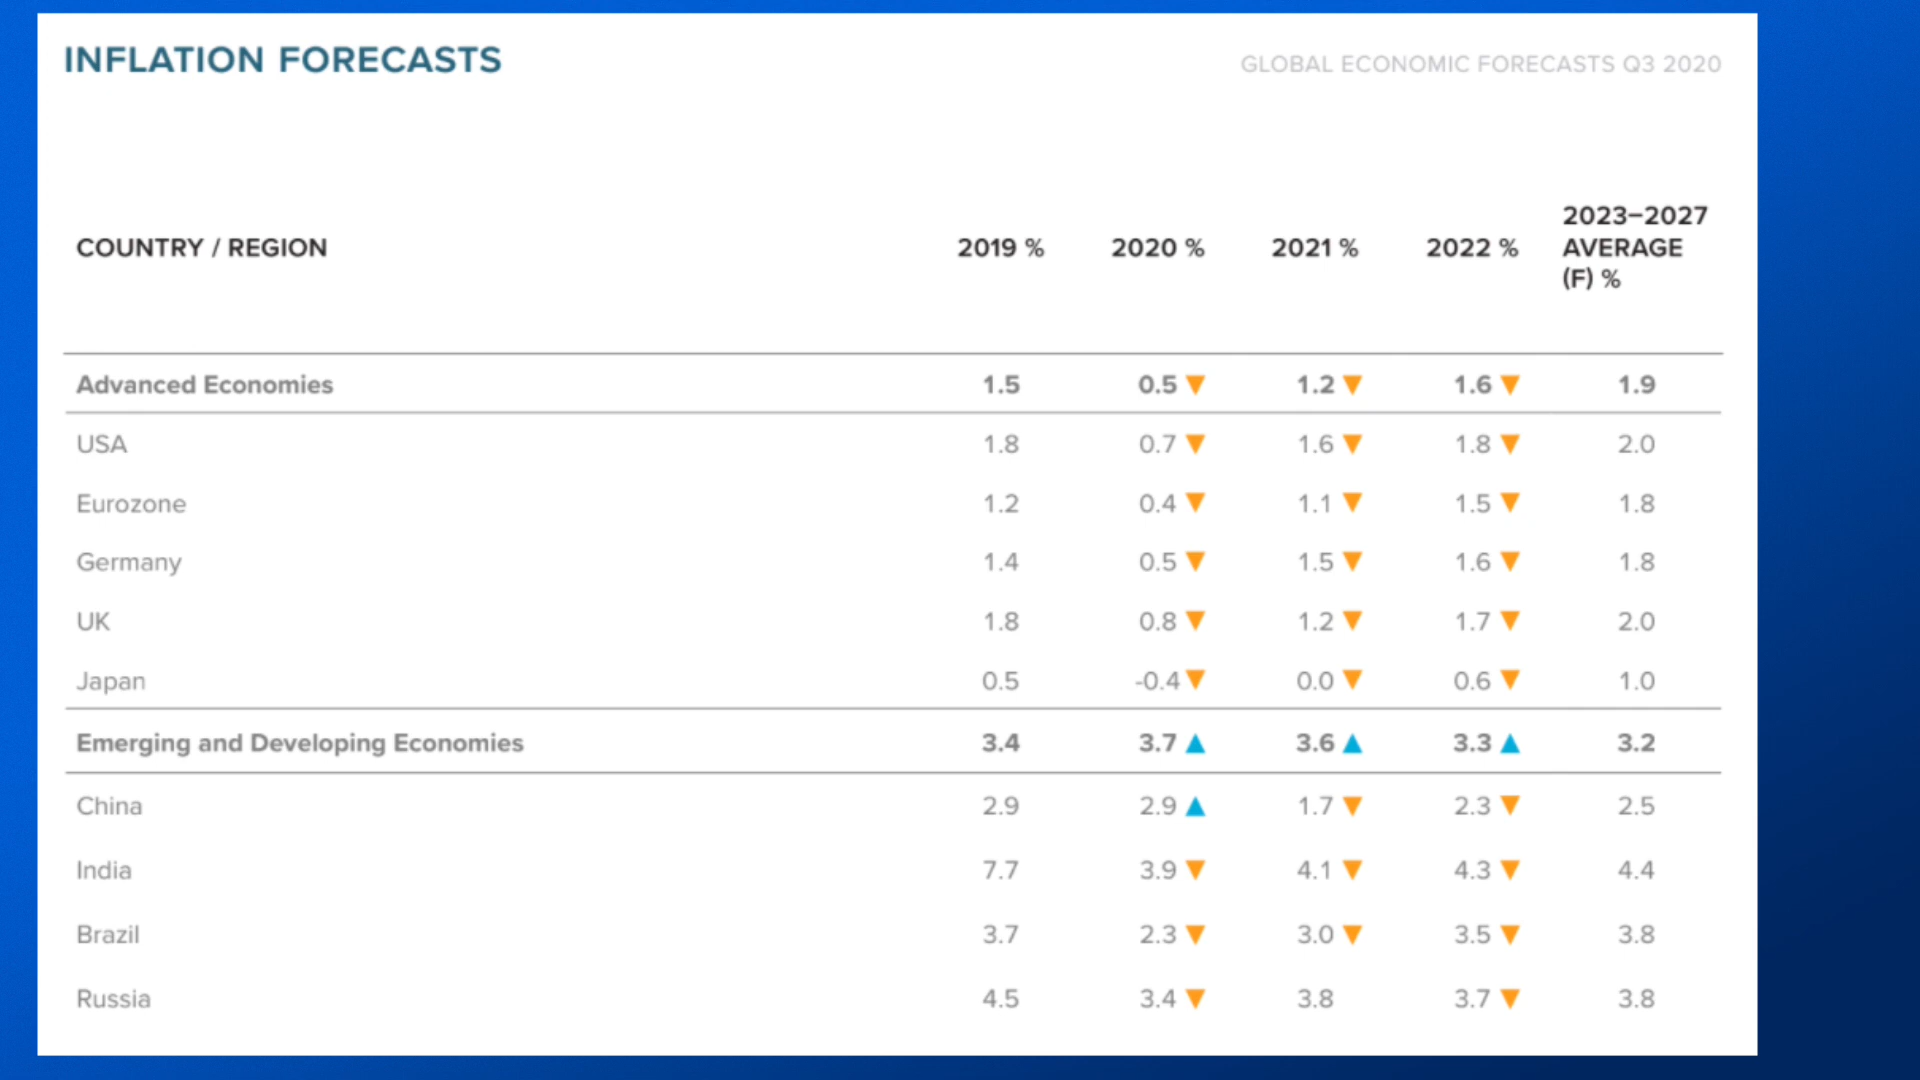 INFLATION FORECASTS
GLOBAL ECONOMIC FORECASTS Q3 2020
COUNTRY / REGION 2019 % 2020 % 2021 % 2022 % 2023–2027 AVERAGE (F) %
Advanced Economies 1.5 0.5 ▼ 1.2 ▼ 1.6 ▼ 1.9
USA 1.8 0.7 ▼ 1.6 ▼ 1.8 ▼ 2.0
Eurozone 1.2 0.4 ▼ 1.1 ▼ 1.5 ▼ 1.8
Germany 1.4 0.5 ▼ 1.5 ▼ 1.6 ▼ 1.8
UK 1.8 0.8 ▼ 1.2 ▼ 1.7 ▼ 2.0
Japan 0.5 -0.4 ▼ 0.0 ▼ 0.6 ▼ 1.0
Emerging and Developing Economies 3.4 3.7 ▲ 3.6 ▲ 3.3 ▲ 3.2
China 2.9 2.9 ▲ 1.7 ▼ 2.3 ▼ 2.5
India 7.7 3.9 ▼ 4.1 ▼ 4.3 ▼ 4.4
Brazil 3.7 2.3 ▼ 3.0 ▼ 3.5 ▼ 3.8
Russia 4.5 3.4 ▼ 3.8 3.7 ▼ 3.8